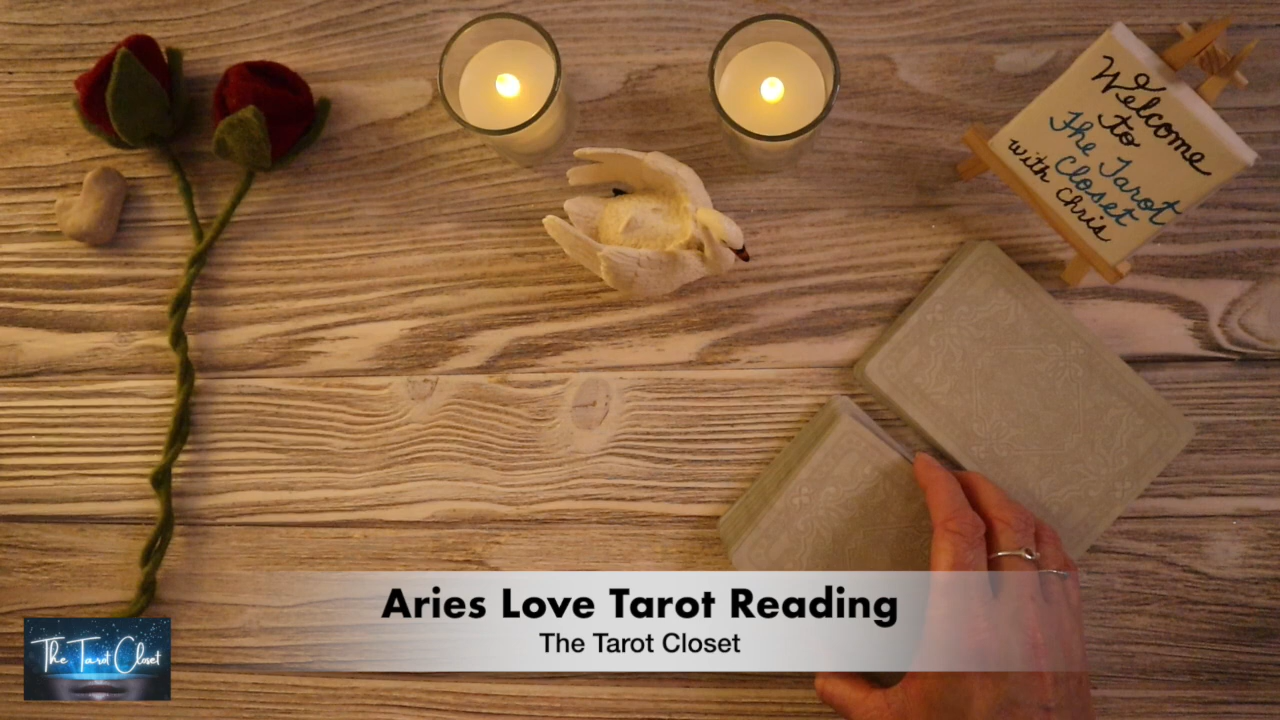 Welcome
to
The Tarot
Closet
with Chris
Aries Love Tarot Reading
The Tarot Closet
The Tarot Closet